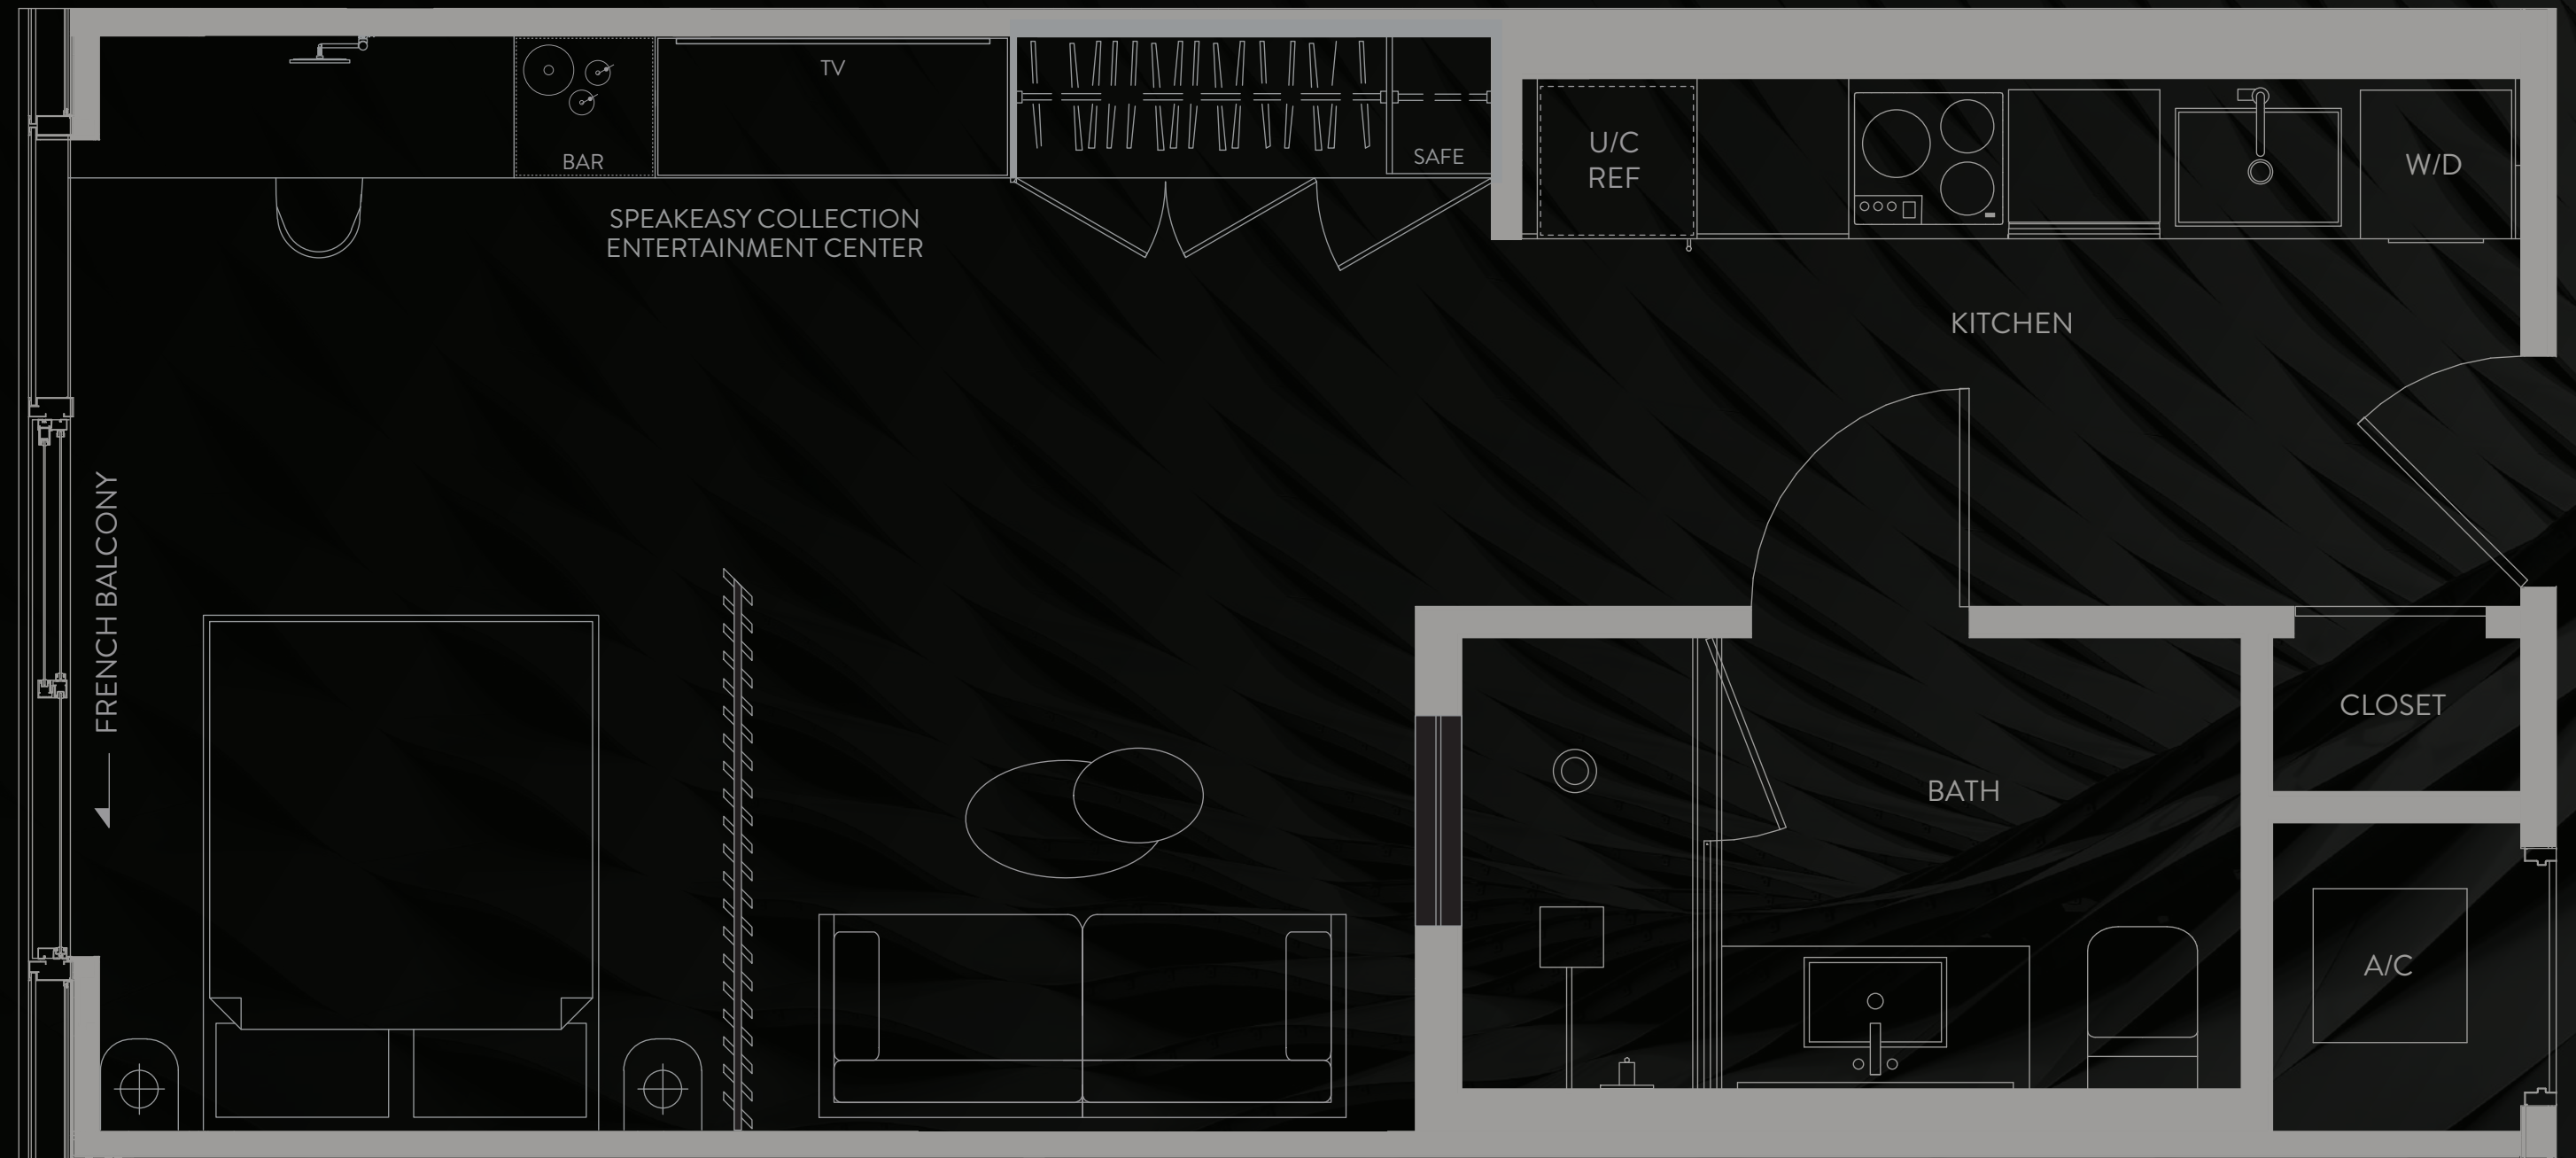 TV
BAR
SAFE
U/C
REF
W/D
SPEAKEASY COLLECTION
ENTERTAINMENT CENTER
KITCHEN
FRENCH BALCONY
CLOSET
BATH
A/C